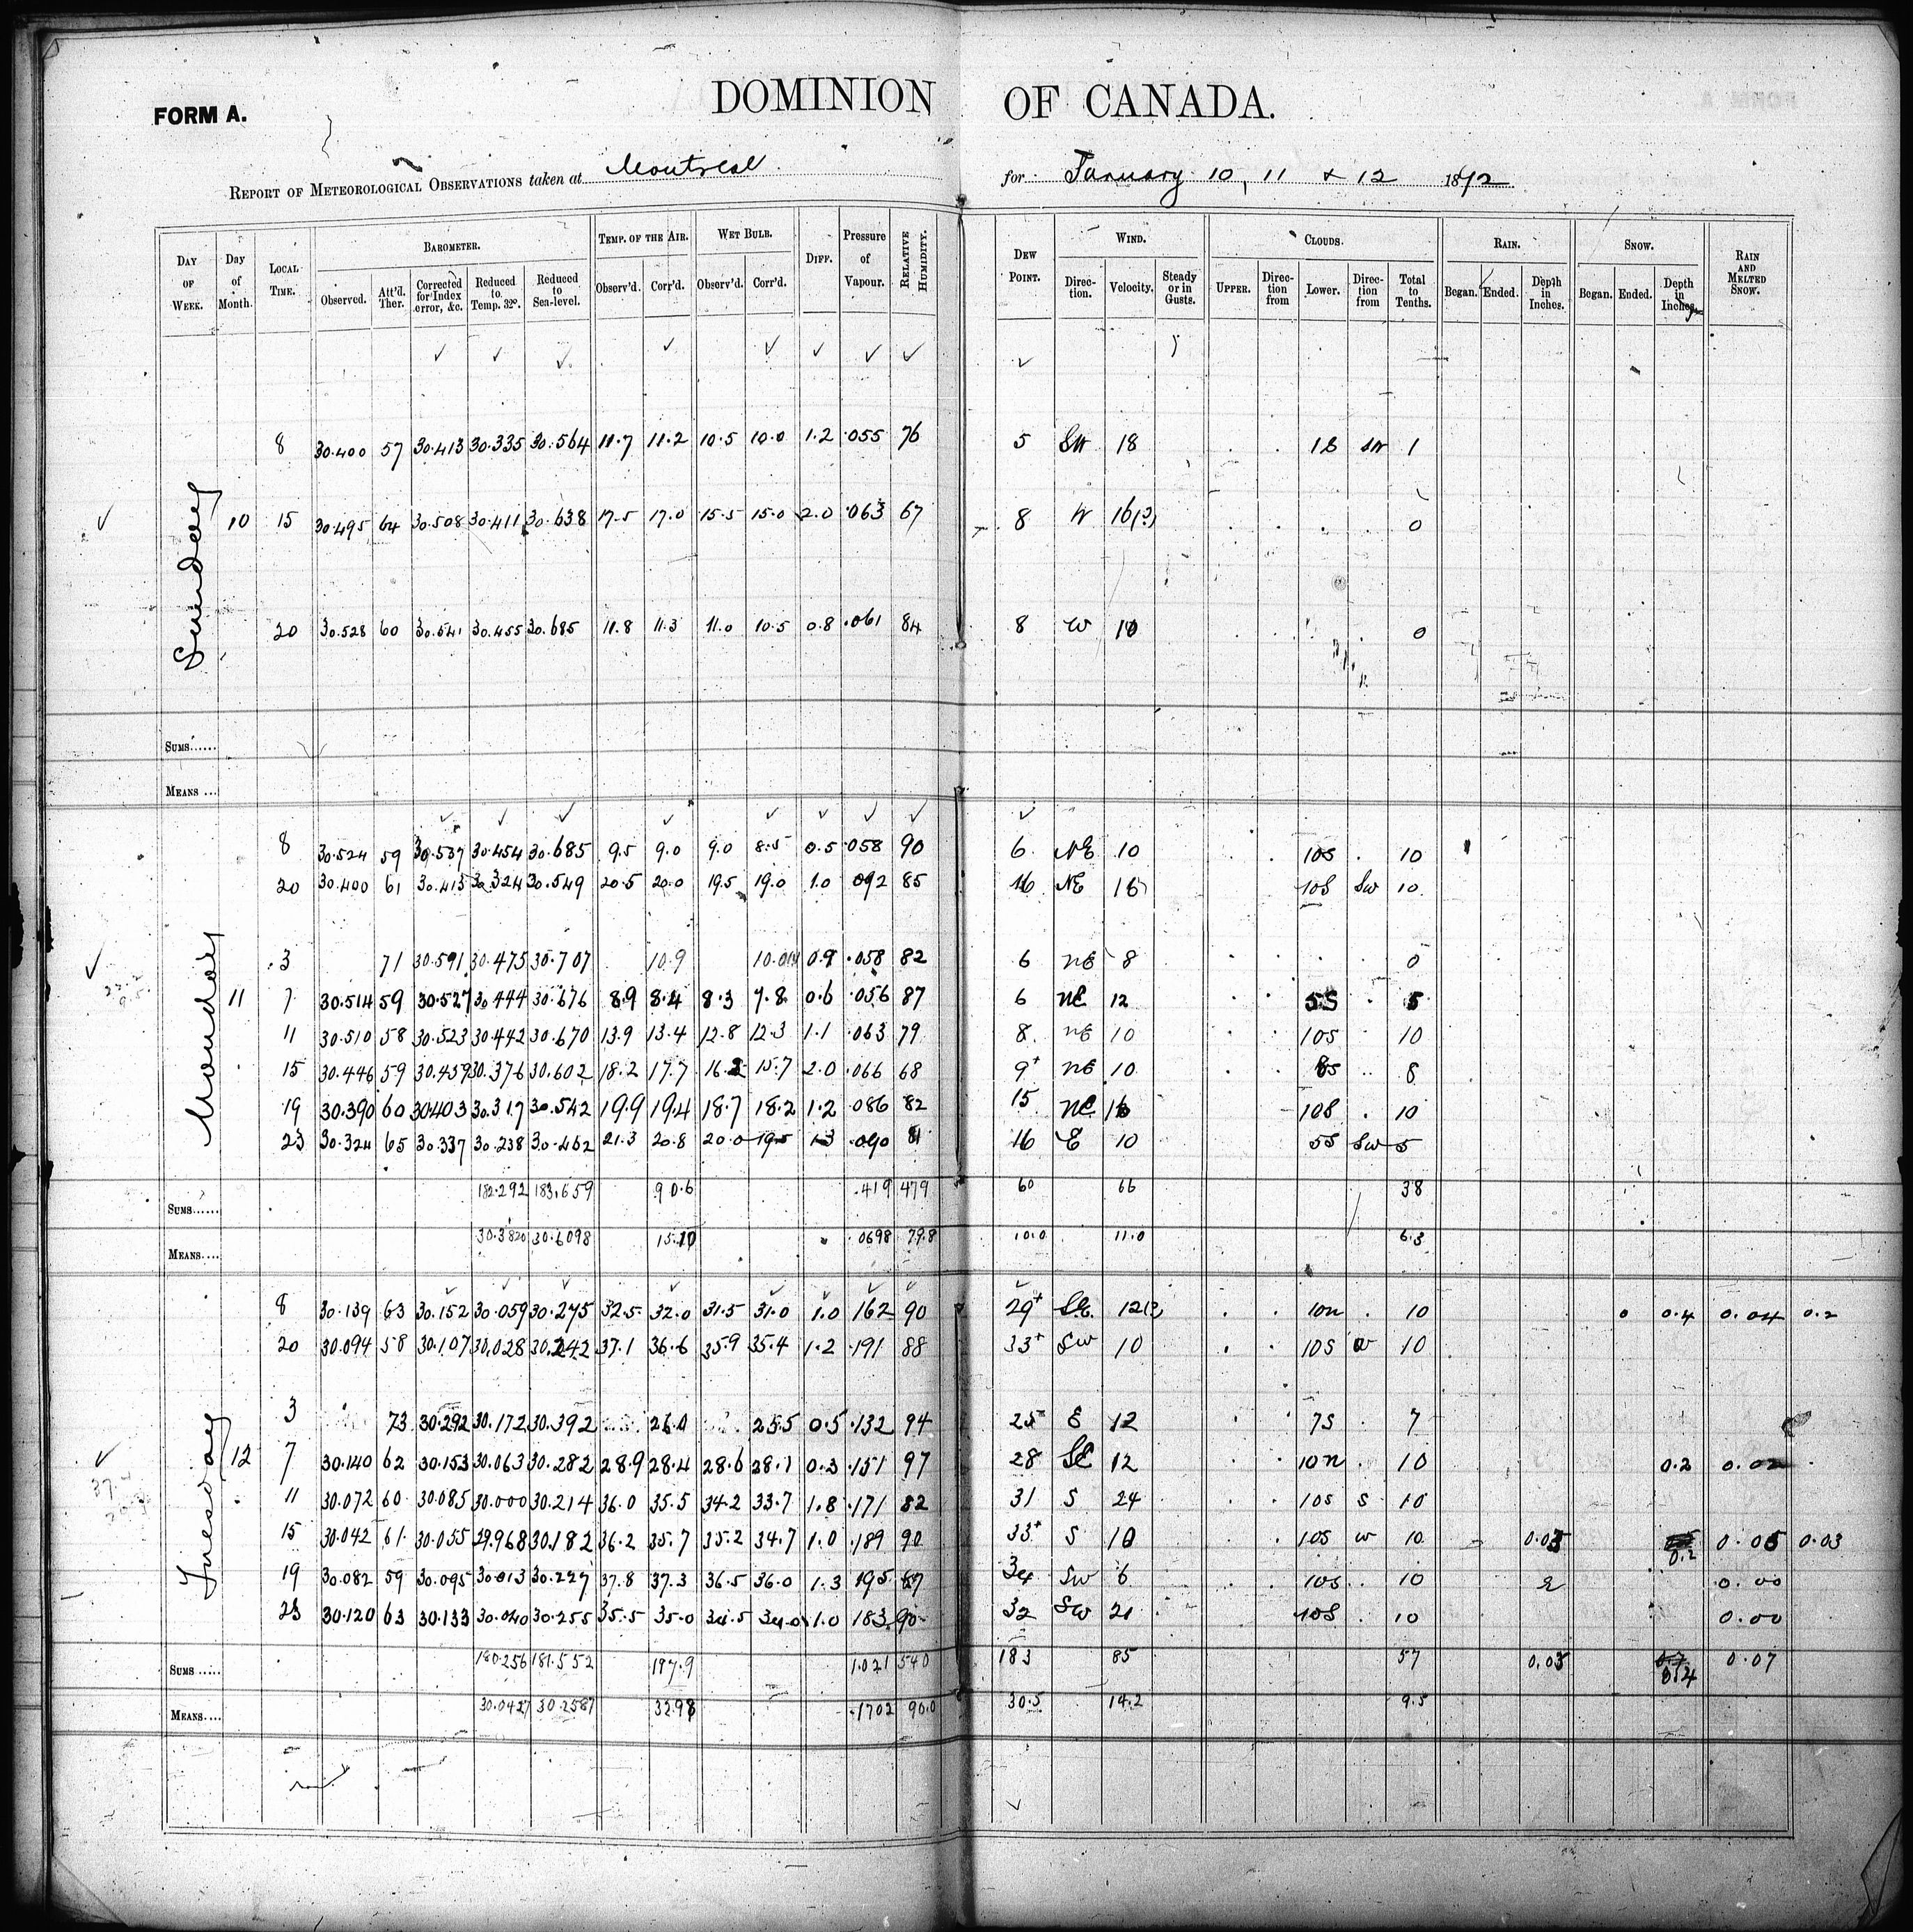 DOMINION OF CANADA.
FORM A.
REPORT OF METEOROLOGICAL OBSERVATIONS taken at Montreal for January 10, 11 & 12 1892
DAY OF WEEK. Day of Month. LOCAL TIME. BAROMETER. Observed. Att'd. Ther. Corrected for Index error, &c. Reduced to Temp. 32°. Reduced to Sea-level. TEMP. OF THE AIR. Observ'd. Corr'd. WET BULB. Observ'd. Corr'd. DIFF. Pressure of Vapour. RELATIVE HUMIDITY. DEW POINT. WIND. Direction. Velocity. Steady or in Gusts. CLOUDS. UPPER. Direction from Lower. Direction from Total to Tenths. RAIN. Began. Ended. Depth in Inches. SNOW. Began. Ended. Depth in Inches. RAIN AND MELTED SNOW.
8 30.400 57 30.413 30.335 30.564 11.7 11.2 10.5 10.0 1.2 .055 76 5 SW 18 1S SW 1
Sunday 10 15 30.495 64 30.508 30.411 30.638 17.5 17.0 15.5 15.0 2.0 .063 67 8 W 16(?) 0
20 30.528 60 30.541 30.455 30.685 11.8 11.3 11.0 10.5 0.8 .061 84 8 W 10 0
SUMS......
MEANS ...
8 30.524 59 30.537 30.454 30.685 9.5 9.0 9.0 8.5 0.5 .058 90 6 NE 10 10S 10
20 30.400 61 30.413 30.324 30.549 20.5 20.0 19.5 19.0 1.0 .092 85 16 NE 16 10S SW 10
3 71 30.591 30.475 30.707 10.9 0.9 .058 82 6 NE 8 0
Monday 11 7 30.514 59 30.527 30.444 30.676 8.9 8.4 8.3 7.8 0.6 .056 87 6 NE 12 5S 5
11 30.510 58 30.523 30.442 30.670 13.9 13.4 12.8 12.3 1.1 .063 79 8 NE 10 10S 10
15 30.446 59 30.459 30.376 30.602 18.2 17.7 16.2 15.7 2.0 .066 68 9+ NE 10 8S 8
19 30.390 60 30.403 30.317 30.542 19.9 19.4 18.7 18.2 1.2 .086 82 15 NE 16 10S 10
23 30.324 65 30.337 30.238 30.462 21.3 20.8 20.0 19.5 1.3 .090 81 16 E 10 5S SW 5
SUMS...... 182.292 183.659 90.6 .419 479 60 66 38
MEANS.... 30.3820 30.6098 15.10 .0698 79.8 10.0 11.0 6.3
8 30.139 63 30.152 30.059 30.275 32.5 32.0 31.5 31.0 1.0 .162 90 29+ SE 12(?) 10N 10 0 0.4 0.04 0.2
20 30.094 58 30.107 30.028 30.242 37.1 36.6 35.9 35.4 1.2 .191 88 33+ SW 10 10S W 10
3 73 30.292 30.172 30.392 26.0 25.5 0.5 .132 94 25 E 12 7S 7
Tuesday 12 7 30.140 62 30.153 30.063 30.282 28.9 28.4 28.6 28.1 0.3 .151 97 28 SE 12 10N 10 0.2 0.02
11 30.072 60 30.085 30.000 30.214 36.0 35.5 34.2 33.7 1.8 .171 82 31 S 24 10S S 10
15 30.042 61 30.055 29.968 30.182 36.2 35.7 35.2 34.7 1.0 .189 90 33+ S 10 10S W 10 0.03 0.2 0.05 0.03
19 30.082 59 30.095 30.013 30.227 37.8 37.3 36.5 36.0 1.3 .195 87 34 SW 6 10S 10 0.00
23 30.120 63 30.133 30.040 30.255 35.5 35.0 34.5 34.0 1.0 .183 90 32 SW 21 10S 10 0.00
SUMS ...... 180.256 181.552 197.9 1.021 540 183 85 57 0.03 0.4 0.07
MEANS.... 30.0427 30.2587 32.98 .1702 90.0 30.5 14.2 9.5